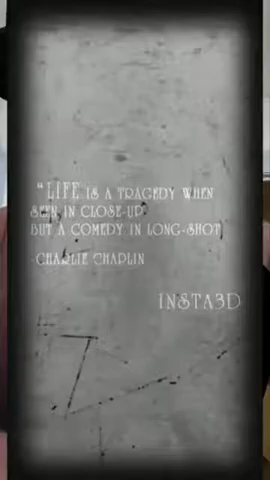 “LIFE IS A TRAGEDY WHEN
SEEN IN CLOSE-UP,
BUT A COMEDY IN LONG-SHOT
-CHARLIE CHAPLIN
INSTA3D